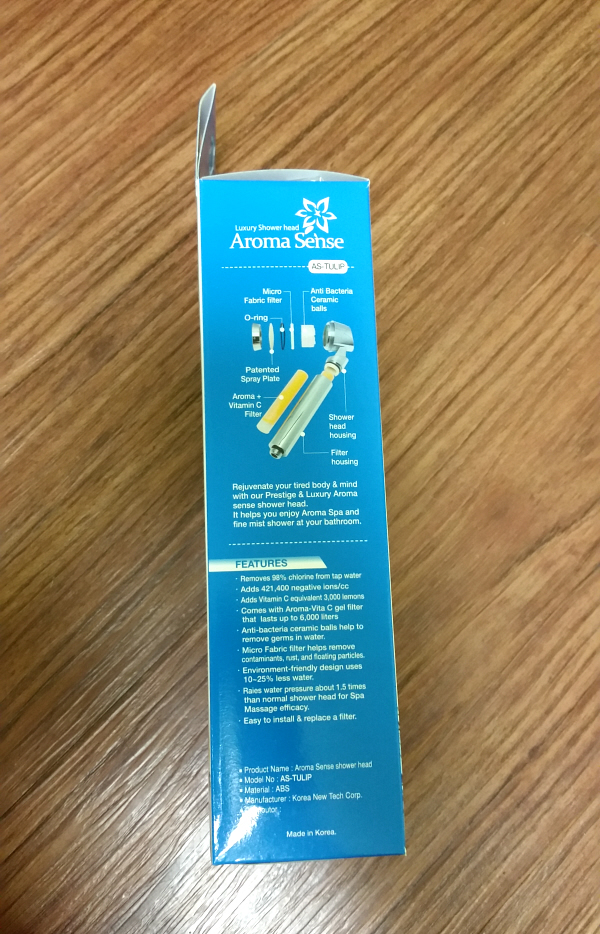 Luxury Shower head
Aroma Sense
AS-TULIP
Micro
Fabric filter
Anti Bacteria
Ceramic
balls
O-ring
Patented
Spray Plate
Aroma +
Vitamin C
Filter
Shower
head
housing
Filter
housing
Rejuvenate your tired body & mind
with our Prestige & Luxury Aroma
sense shower head.
It helps you enjoy Aroma Spa and
fine mist shower at your bathroom.
FEATURES
· Removes 98% chlorine from tap water
· Adds 421,400 negative ions/cc
· Adds Vitamin C equivalent 3,000 lemons
· Comes with Aroma-Vita C gel filter
that lasts up to 6,000 liters
· Anti-bacteria ceramic balls help to
remove germs in water.
· Micro Fabric filter helps remove
contaminants, rust, and floating particles.
· Environment-friendly design uses
10~25% less water.
· Raies water pressure about 1.5 times
than normal shower head for Spa
Massage efficacy.
· Easy to install & replace a filter.
■ Product Name : Aroma Sense shower head
■ Model No : AS-TULIP
■ Material : ABS
■ Manufacturer : Korea New Tech Corp.
Made in Korea.